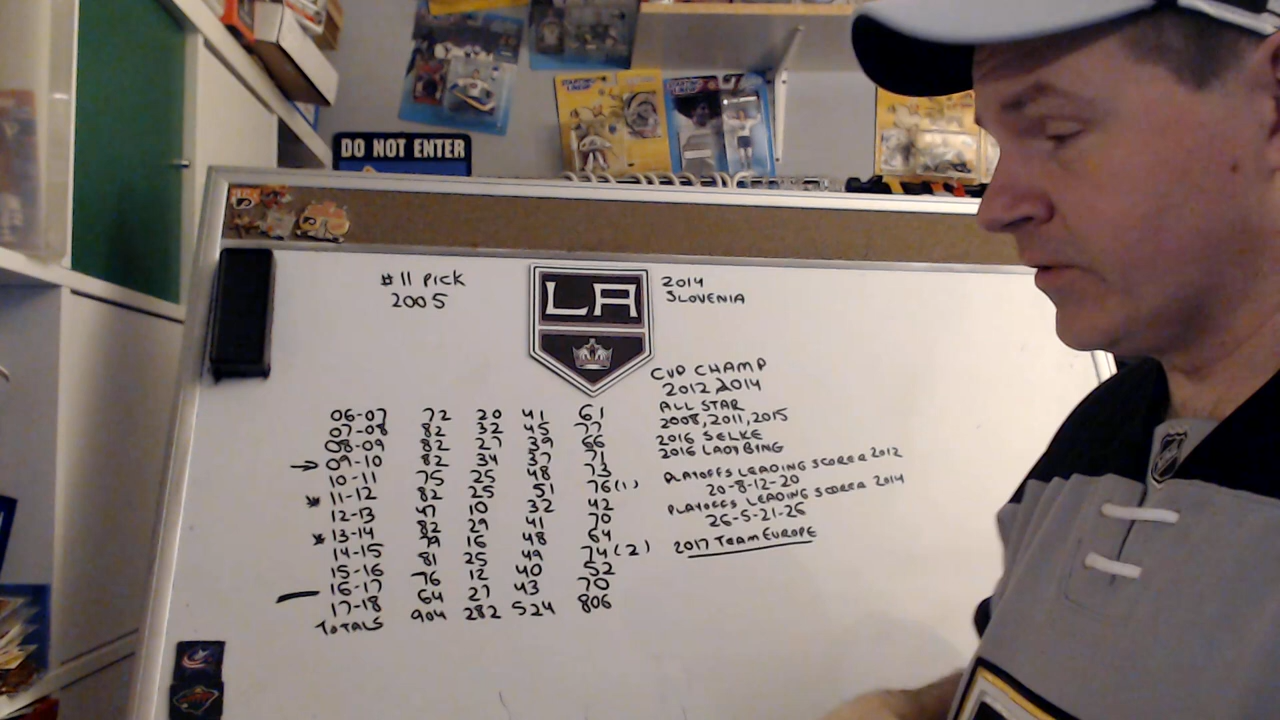 STARTING LINEUP
DO NOT ENTER
#11 PICK
2005
LA
2014
SLOVENIA
CUP CHAMP
2012 2014
ALL STAR
2008, 2011, 2015
2016 SELKE
2016 LADY BING
PLAYOFFS LEADING SCORER 2012
20-8-12-20
PLAYOFFS LEADING SCORER 2014
26-5-21-26
2017 TEAM EUROPE
06-07 72 20 41 61
07-08 82 32 45 77
08-09 82 27 39 66
→ 09-10 82 34 37 71
10-11 75 25 48 73
* 11-12 82 25 51 76(1)
12-13 47 10 32 42
* 13-14 82 29 41 70
14-15 79 16 48 64
15-16 81 25 49 74(2)
16-17 76 12 40 52
17-18 64 27 43 70
TOTALS 904 282 524 806